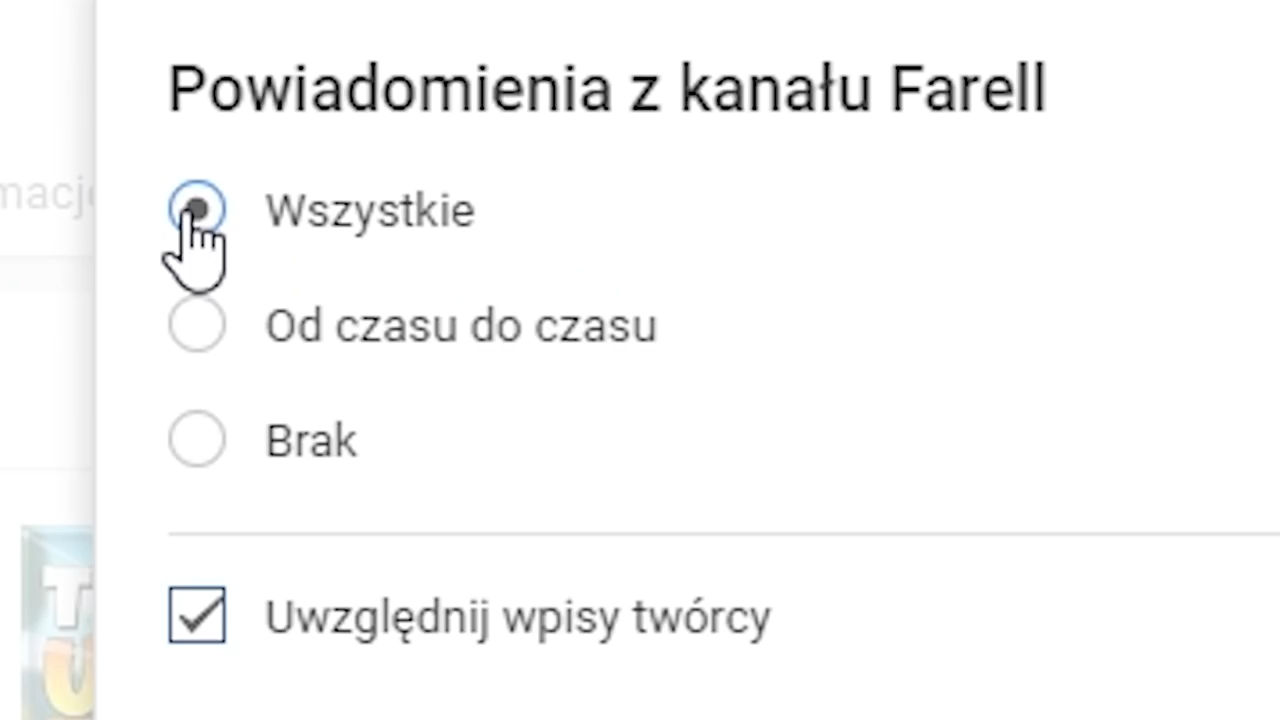 Powiadomienia z kanału Farell
Wszystkie
Od czasu do czasu
Brak
Uwzględnij wpisy twórcy